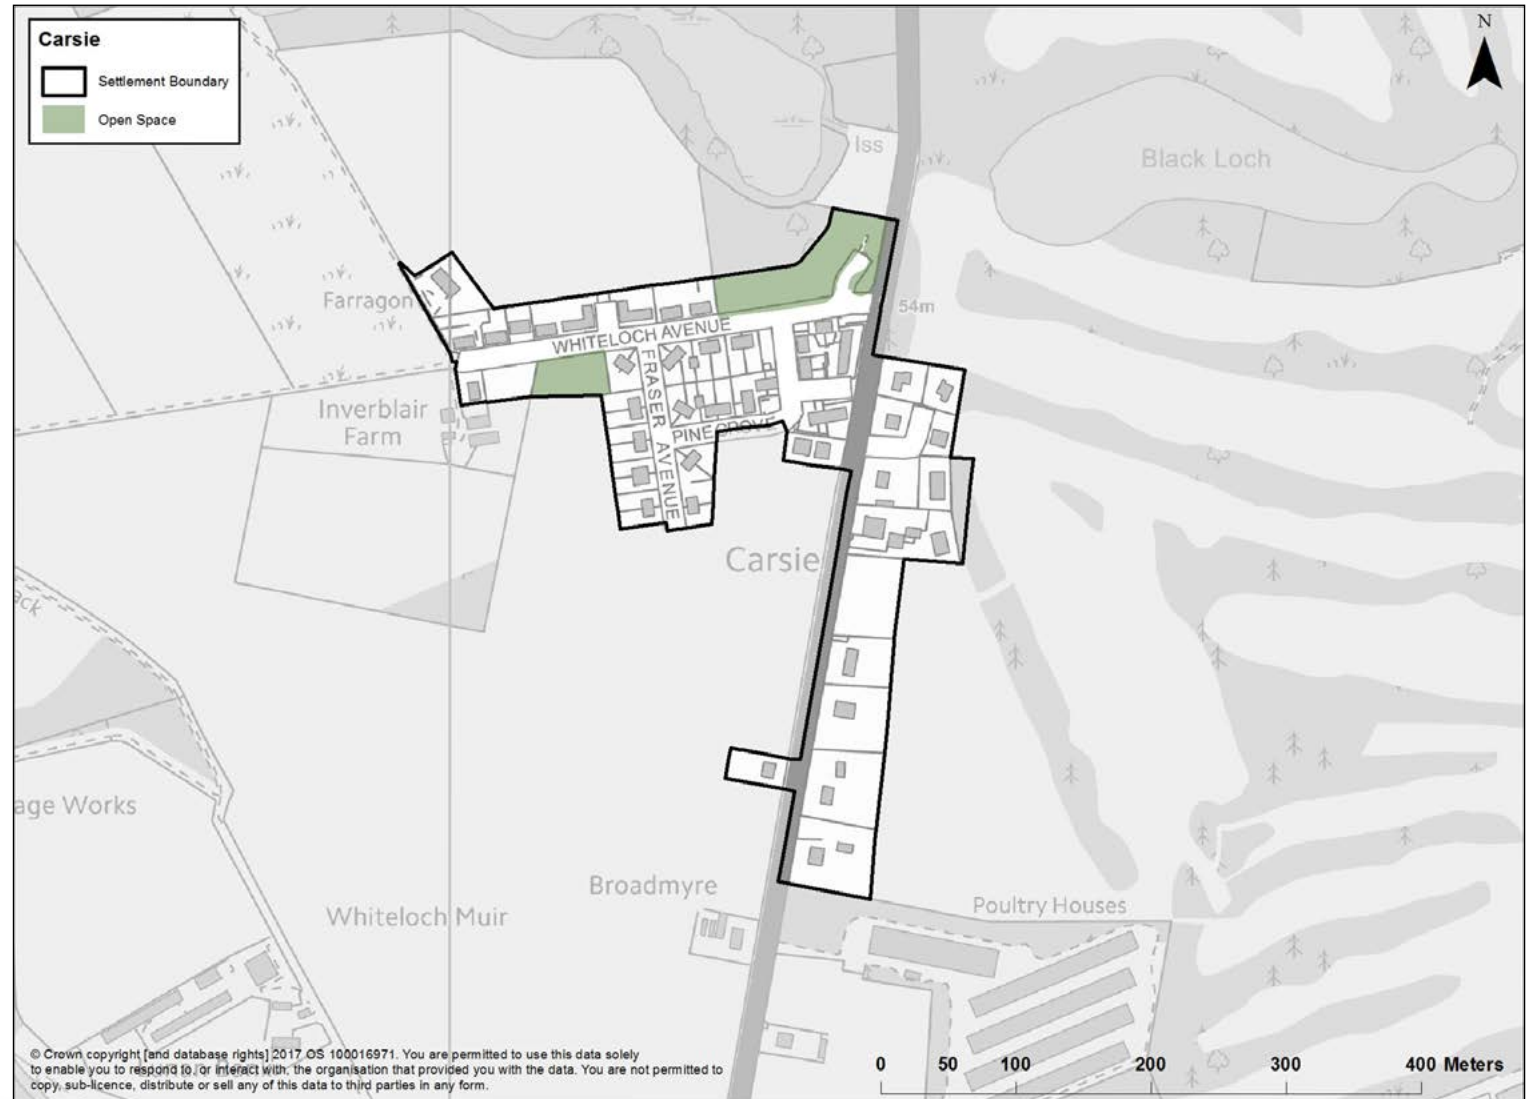 Carsie
Settlement Boundary
Open Space
N
Iss
Black Loch
Farragon
54m
WHITELOCH AVENUE
FRASER AVENUE
Inverblair
Farm
PINE GROVE
Carsie
age Works
Broadmyre
Poultry Houses
Whiteloch Muir
© Crown copyright [and database rights] 2017 OS 100016971. You are permitted to use this data solely
to enable you to respond to, or interact with, the organisation that provided you with the data. You are not permitted to
copy, sub-licence, distribute or sell any of this data to third parties in any form.
0 50 100 200 300 400 Meters